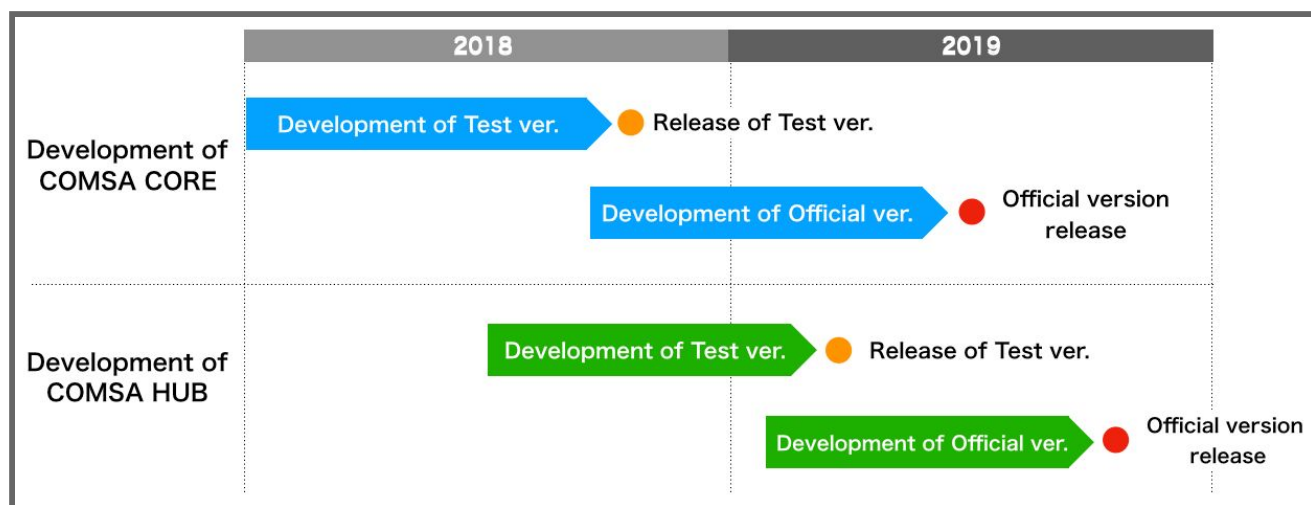 2018
2019
Development of
COMSA CORE
Development of Test ver.
Release of Test ver.
Development of Official ver.
Official version
release
Development of
COMSA HUB
Development of Test ver.
Release of Test ver.
Development of Official ver.
Official version
release